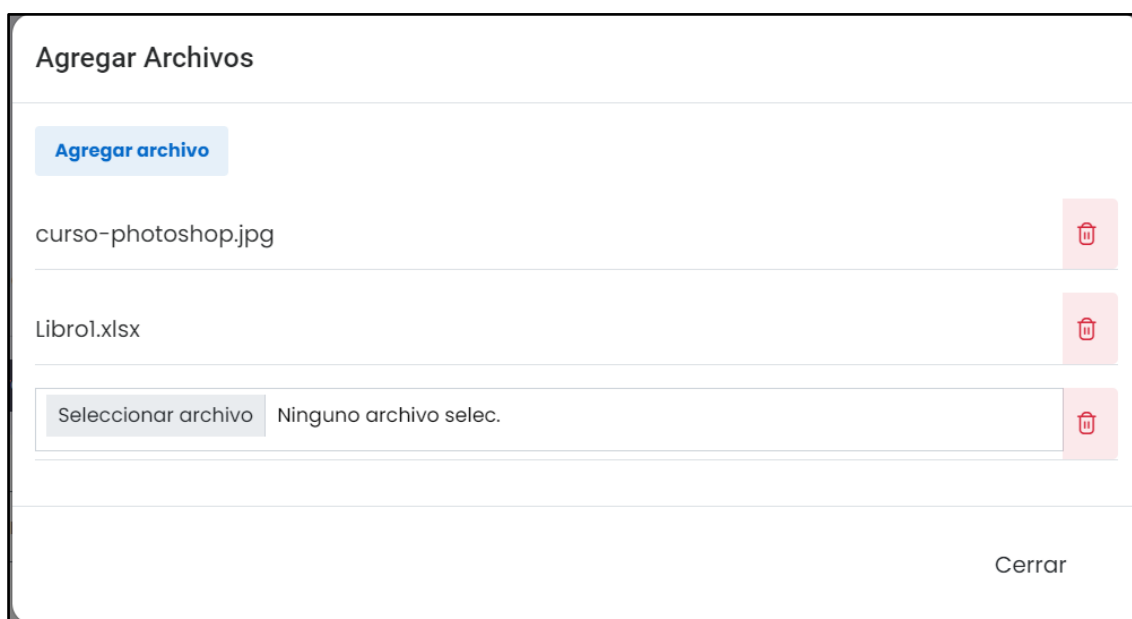 Agregar Archivos
Agregar archivo
curso-photoshop.jpg
Libro1.xlsx
Seleccionar archivo Ninguno archivo selec.
Cerrar